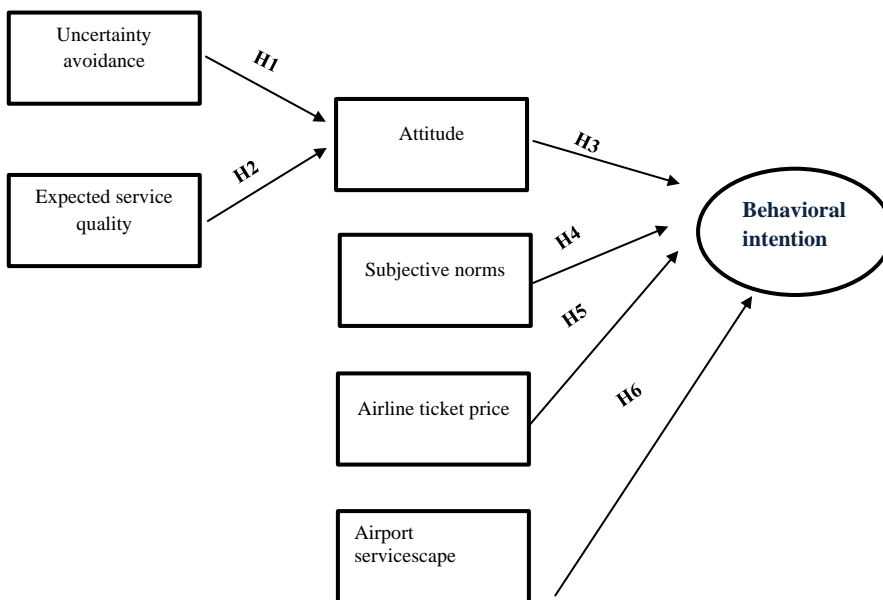 Uncertainty
avoidance
H1
Attitude
H3
Expected service
quality
H2
Behavioral
intention
Subjective norms
H4
H5
Airline ticket price
H6
Airport
servicescape